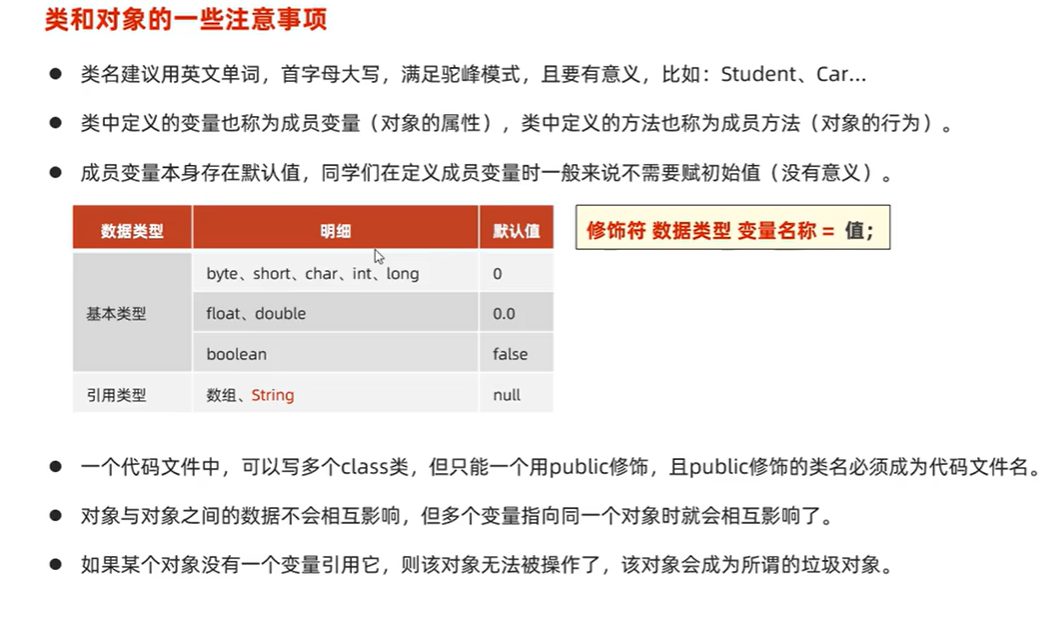 类和对象的一些注意事项
● 类名建议用英文单词，首字母大写，满足驼峰模式，且要有意义，比如：Student、Car…
● 类中定义的变量也称为成员变量（对象的属性），类中定义的方法也称为成员方法（对象的行为）。
● 成员变量本身存在默认值，同学们在定义成员变量时一般来说不需要赋初始值（没有意义）。
数据类型 明细 默认值
修饰符 数据类型 变量名称 = 值;
byte、short、char、int、long 0
基本类型 float、double 0.0
boolean false
引用类型 数组、String null
● 一个代码文件中，可以写多个class类，但只能一个用public修饰，且public修饰的类名必须成为代码文件名。
● 对象与对象之间的数据不会相互影响，但多个变量指向同一个对象时就会相互影响了。
● 如果某个对象没有一个变量引用它，则该对象无法被操作了，该对象会成为所谓的垃圾对象。